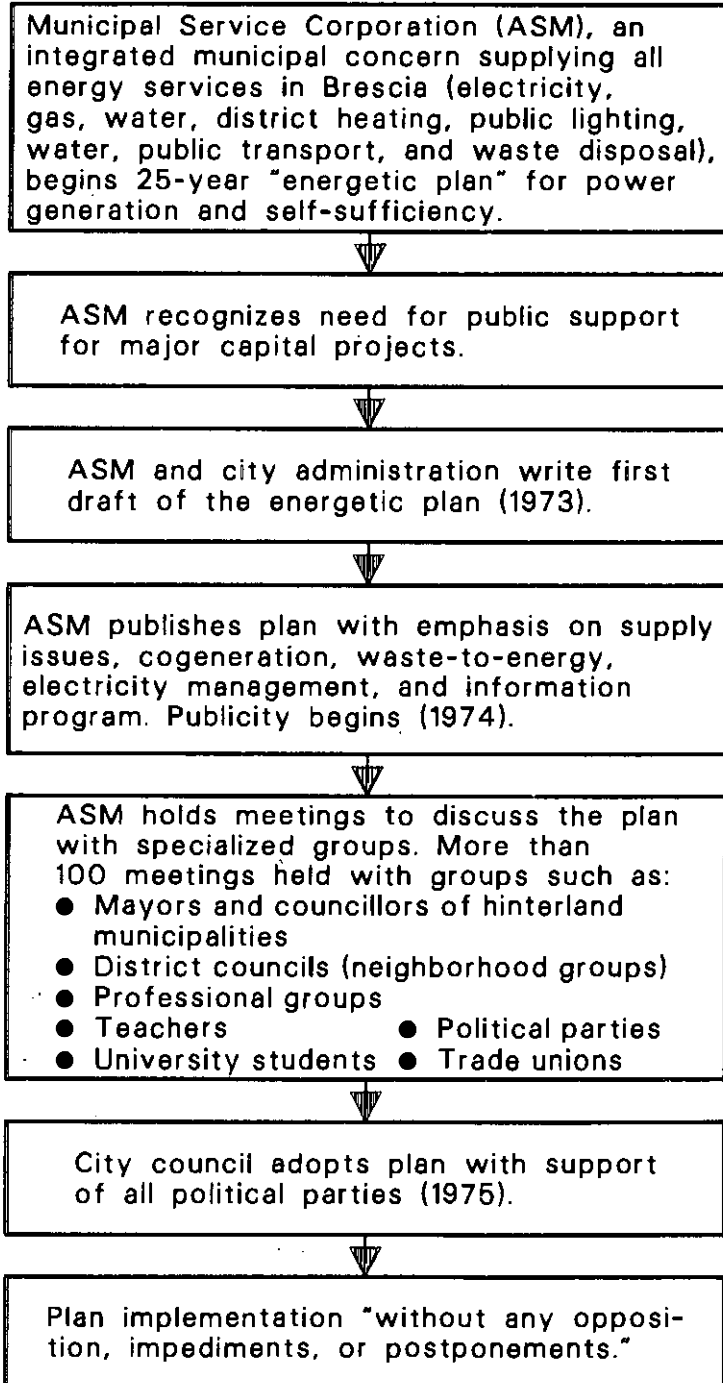 Municipal Service Corporation (ASM), an
integrated municipal concern supplying all
energy services in Brescia (electricity,
gas, water, district heating, public lighting,
water, public transport, and waste disposal),
begins 25-year "energetic plan" for power
generation and self-sufficiency.
ASM recognizes need for public support
for major capital projects.
ASM and city administration write first
draft of the energetic plan (1973).
ASM publishes plan with emphasis on supply
issues, cogeneration, waste-to-energy,
electricity management, and information
program. Publicity begins (1974).
ASM holds meetings to discuss the plan
with specialized groups. More than
100 meetings held with groups such as:
● Mayors and councillors of hinterland
municipalities
● District councils (neighborhood groups)
● Professional groups
● Teachers ● Political parties
● University students ● Trade unions
City council adopts plan with support
of all political parties (1975).
Plan implementation "without any opposi-
tion, impediments, or postponements."